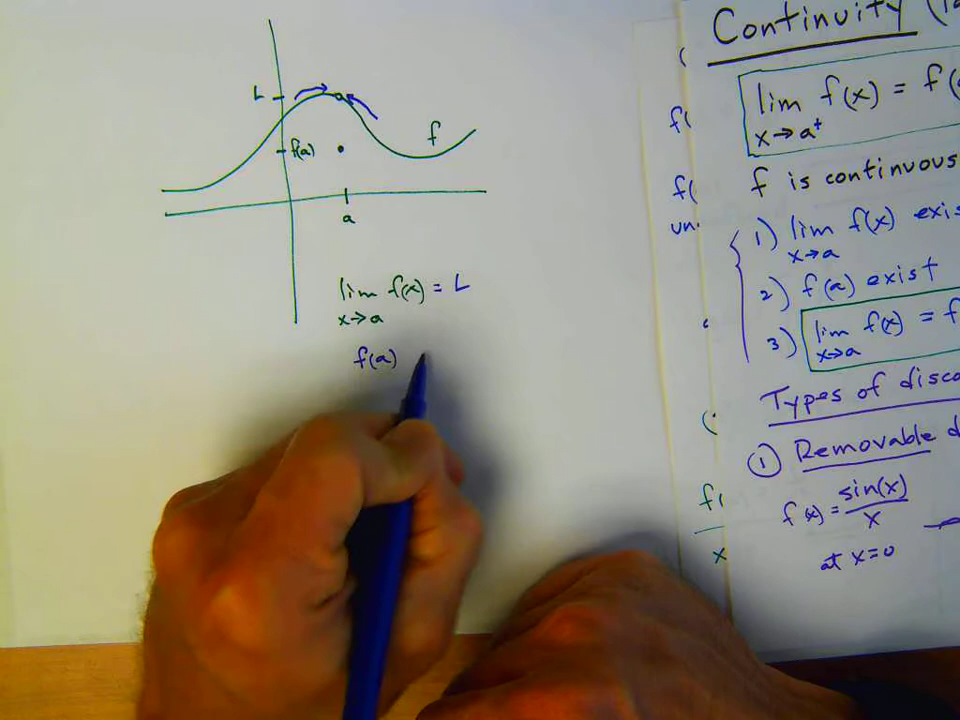 L
f(a)
f
a
lim f(x) = L
x→a
f(a)
f(
f(
un
f(
x
Continuity
lim f(x) = f(
x→a⁺
f is continuous
1) lim f(x) exis
x→a
2) f(a) exist
3) lim f(x) = f
x→a
Types of disco
① Removable d
f(x) = sin(x)
x
at x=0